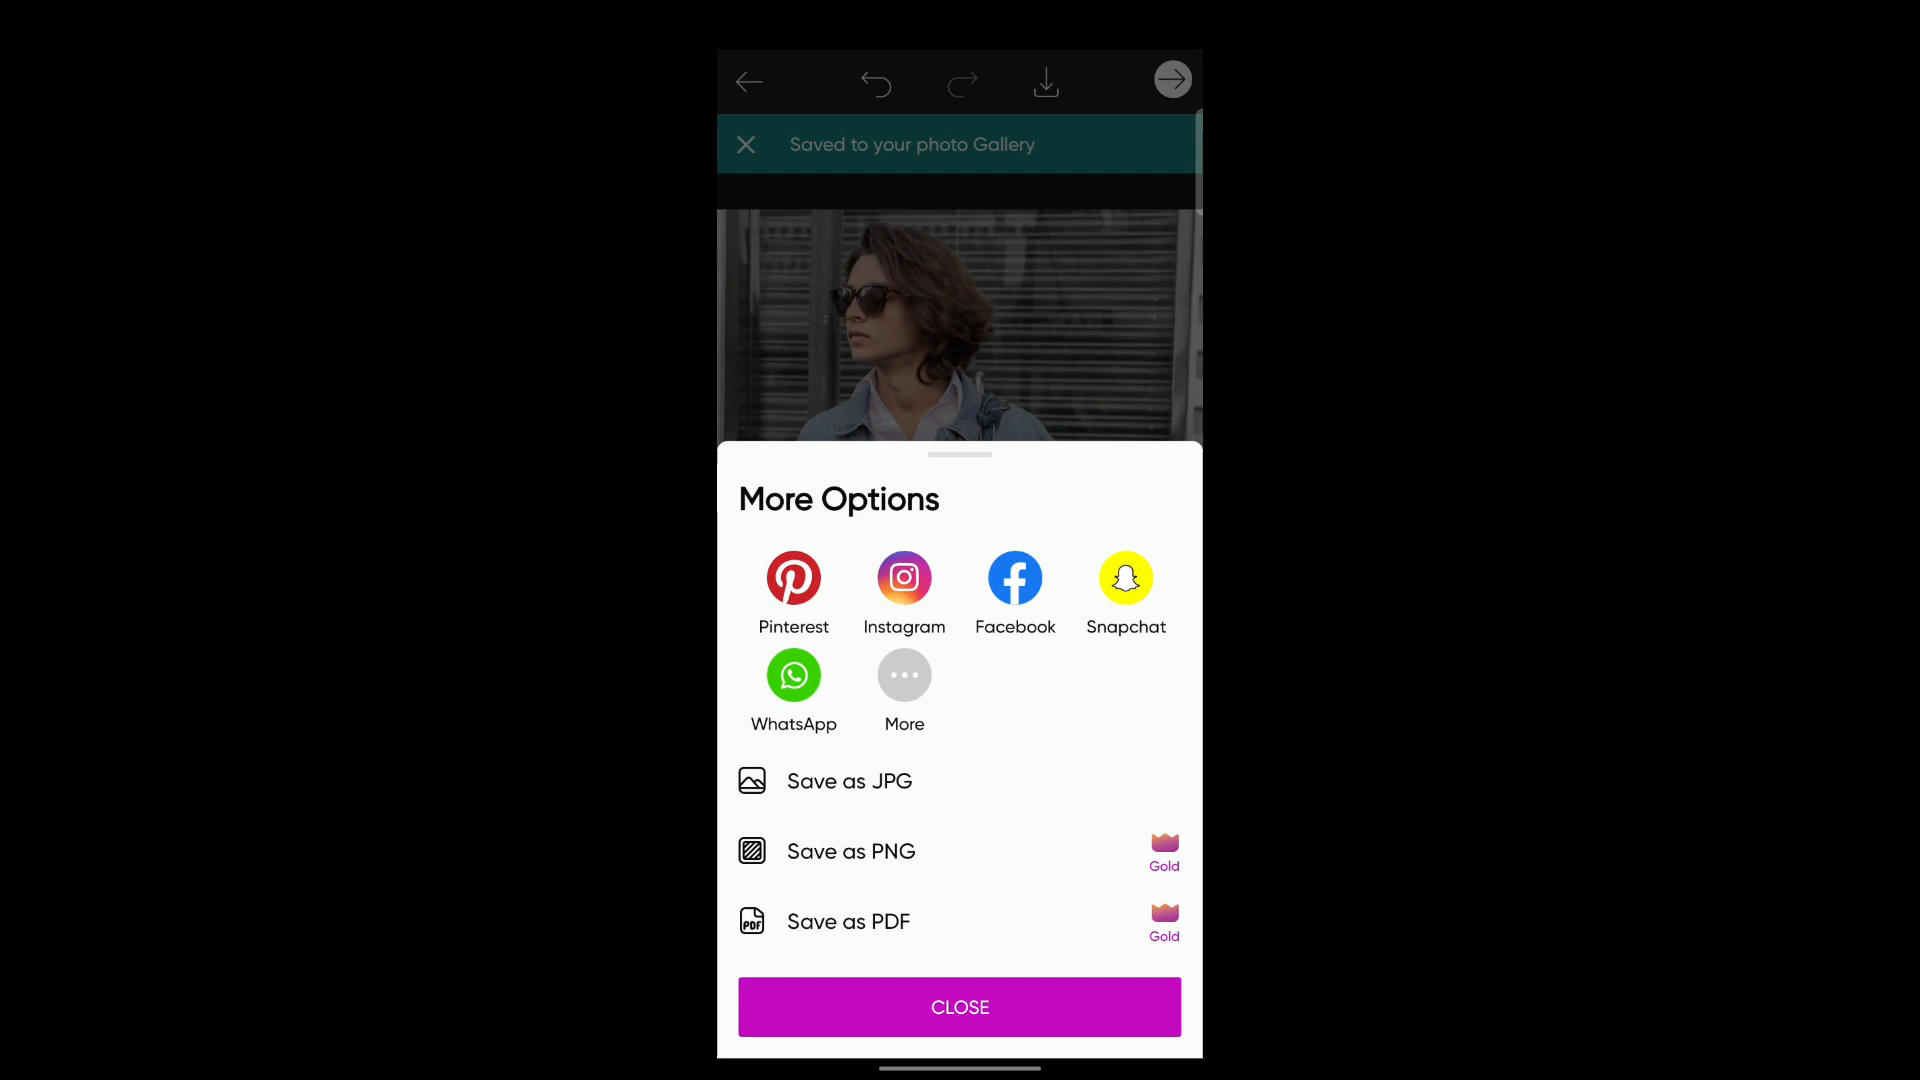 Saved to your photo Gallery
More Options
Pinterest Instagram Facebook Snapchat
WhatsApp More
Save as JPG
Save as PNG
Gold
PDF Save as PDF
Gold
CLOSE